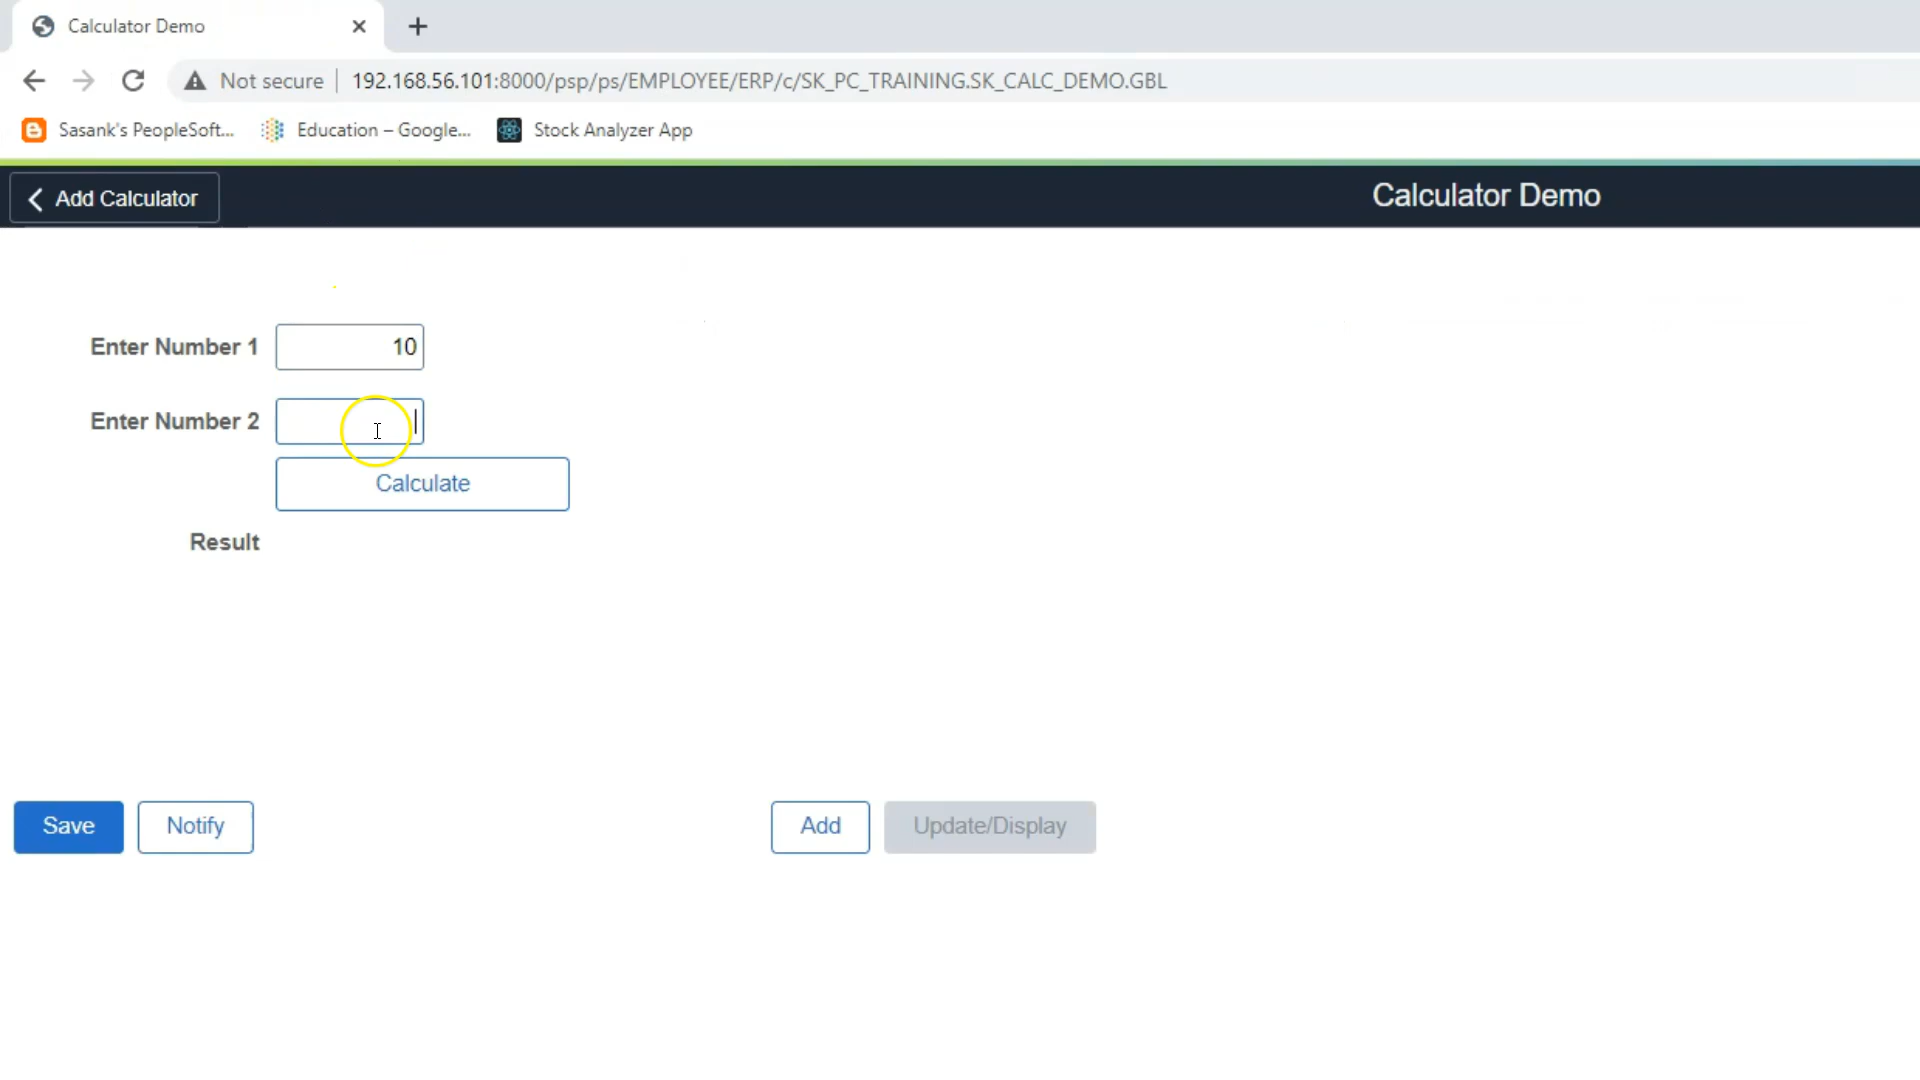 Calculator Demo
Not secure 192.168.56.101:8000/psp/ps/EMPLOYEE/ERP/c/SK_PC_TRAINING.SK_CALC_DEMO.GBL
Sasank's PeopleSoft... Education – Google... Stock Analyzer App
Add Calculator Calculator Demo
Enter Number 1 10
Enter Number 2
Calculate
Result
Save Notify Add Update/Display